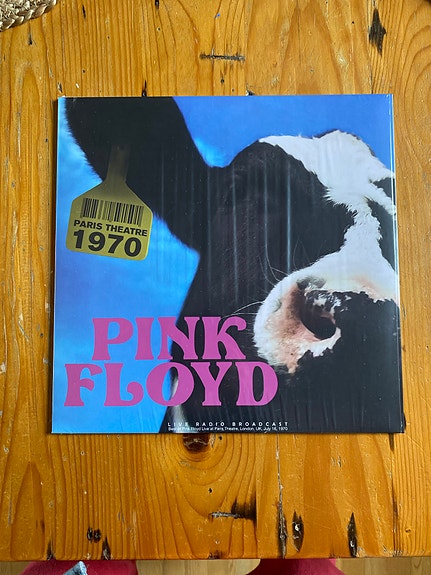 PARIS THEATRE
1970
PINK
FLOYD
LIVE RADIO BROADCAST
Best of Pink Floyd Live at Paris Theatre, London, UK, July 16, 1970